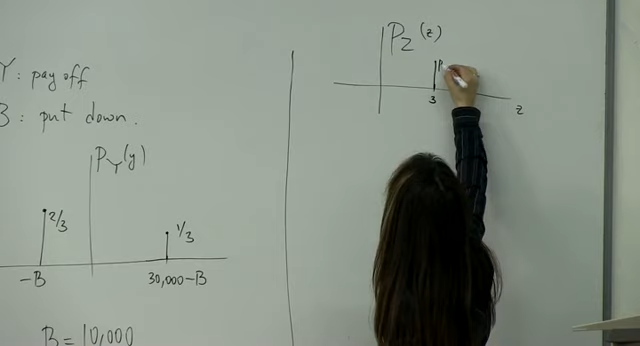 Y: pay off
B: put down.
P_Y(y)
2/3
1/3
-B
30,000-B
B = 10,000
P_Z(z)
3
z